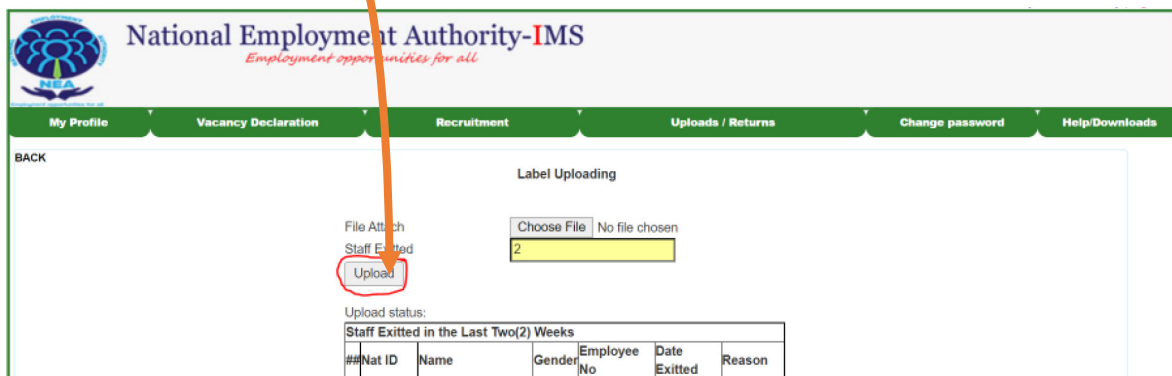 National Employment Authority-IMS
Employment opportunities for all
NEA
My Profile Vacancy Declaration Recruitment Uploads / Returns Change password Help/Downloads
BACK
Label Uploading
File Attach Choose File No file chosen
Staff Exitted 2
Upload
Upload status:
Staff Exitted in the Last Two(2) Weeks
## Nat ID Name Gender Employee No Date Exitted Reason